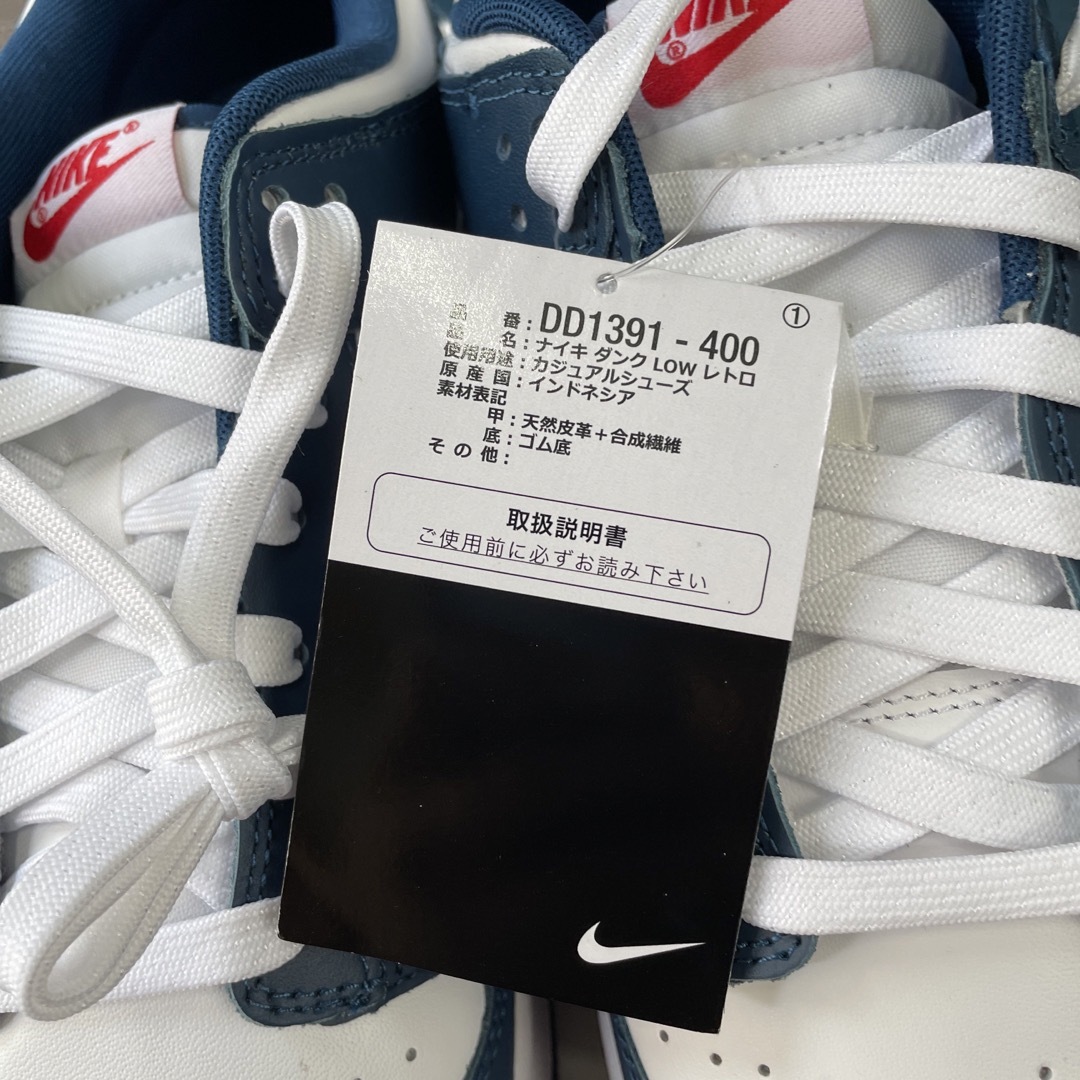 NIKE
®
NIKE
®
①
品 番 : DD1391 - 400
品 名 : ナイキ ダンク LOW レトロ
使用用途 : カジュアルシューズ
原 産 国 : インドネシア
素材表記
甲 : 天然皮革＋合成繊維
底 : ゴム底
そ の 他 :
取扱説明書
ご使用前に必ずお読み下さい